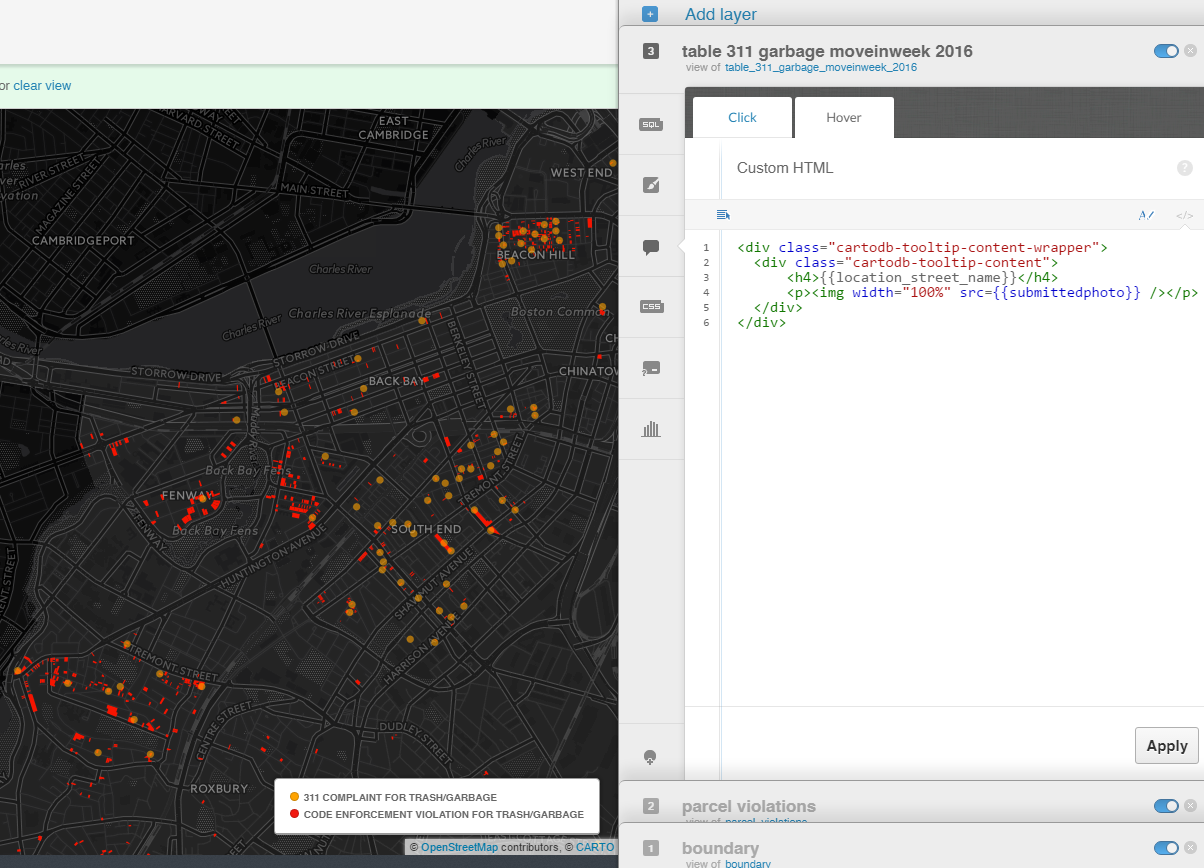 or clear view
EAST
CAMBRIDGE
Charles River
WEST END
RIVER STREET
MAGAZINE STREET
MAIN STREET
CAMBRIDGEPORT
BEACON HILL
Charles River
Charles River Esplanade
Boston Common
Charles River
STORROW DRIVE
STORROW DRIVE
BEACON STREET
BERKELEY STREET
BACK BAY
Muddy River
Back Bay Fens
TREMONT STREET
FENWAY
FENWAY
Back Bay Fens
SOUTH END
HUNTINGTON AVENUE
SHAWMUT AVENUE
HARRISON AVENUE
TREMONT STREET
CENTRE STREET
DUDLEY STREET
ROXBURY
311 COMPLAINT FOR TRASH/GARBAGE
CODE ENFORCEMENT VIOLATION FOR TRASH/GARBAGE
© OpenStreetMap contributors, © CARTO
+ Add layer
3 table 311 garbage moveinweek 2016
view of table_311_garbage_moveinweek_2016
SQL
CSS
Click Hover
Custom HTML ?
A/ </>
1 <div class="cartodb-tooltip-content-wrapper">
2 <div class="cartodb-tooltip-content">
3 <h4>{{location_street_name}}</h4>
4 <p><img width="100%" src={{submittedphoto}} /></p>
5 </div>
6 </div>
Apply
2 parcel violations
view of parcel_violations
1 boundary
view of boundary